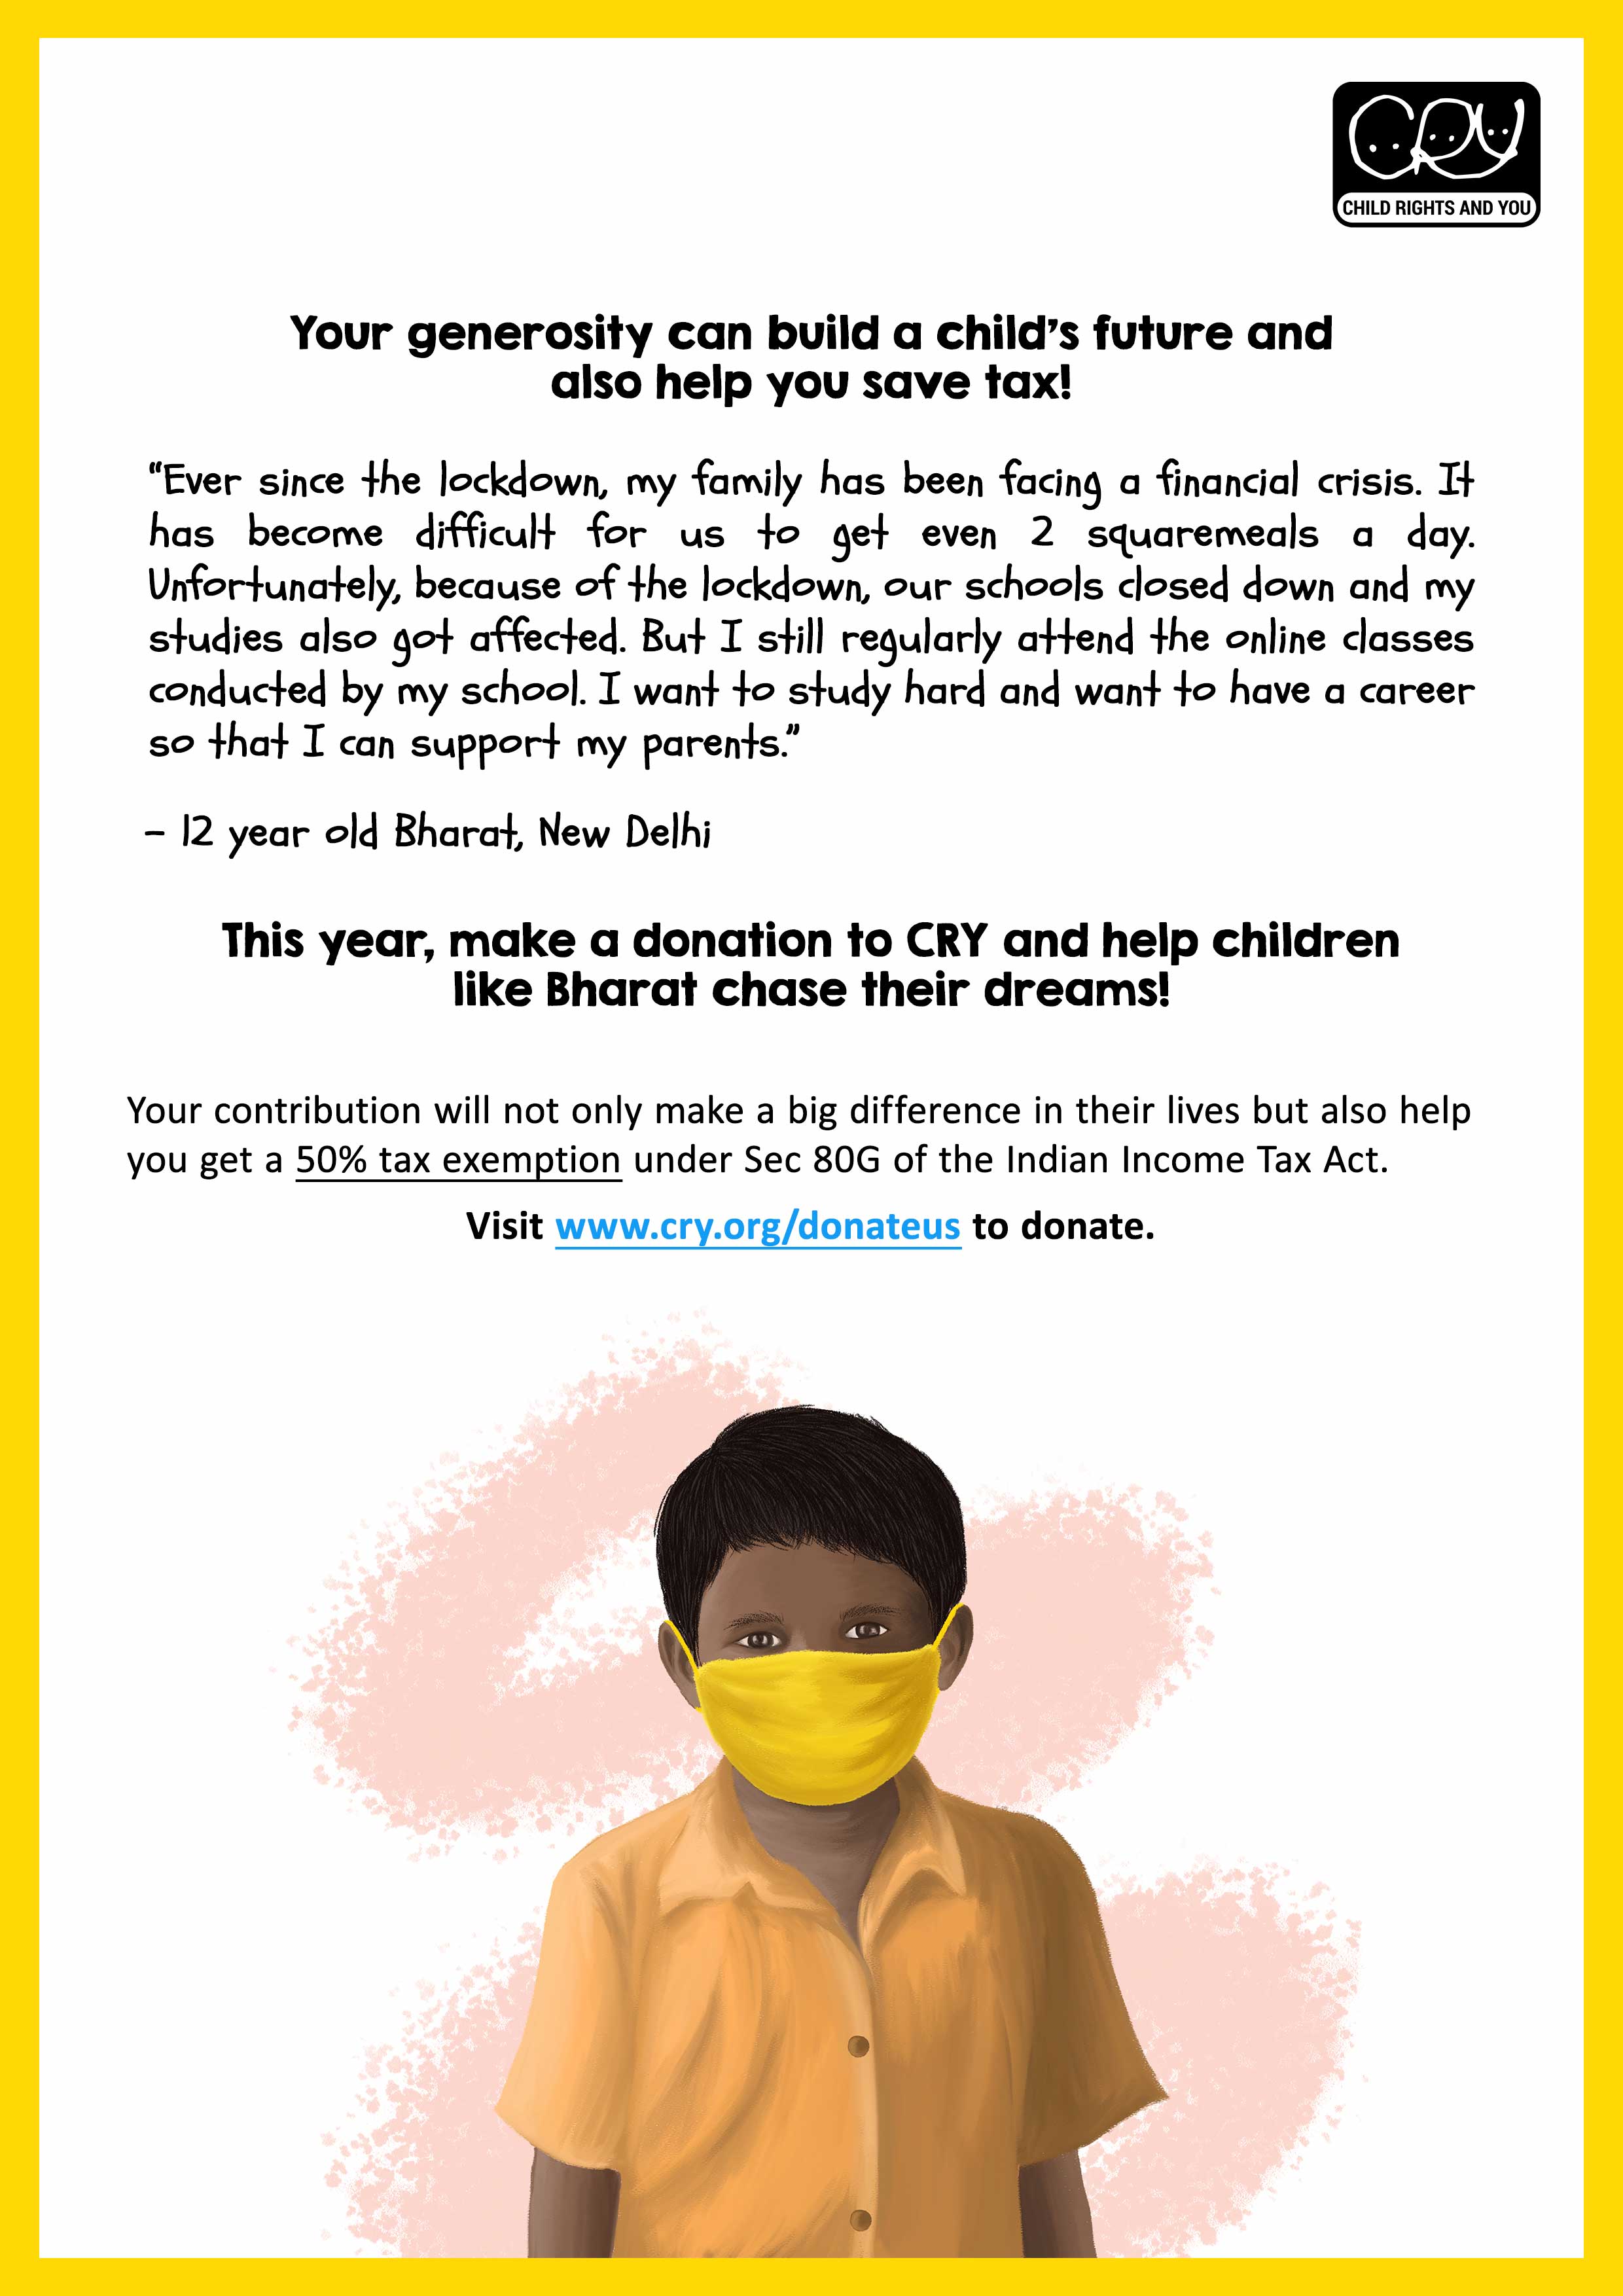 CRY
CHILD RIGHTS AND YOU
Your generosity can build a child's future and
also help you save tax!
“Ever since the lockdown, my family has been facing a financial crisis. It
has become difficult for us to get even 2 squaremeals a day.
Unfortunately, because of the lockdown, our schools closed down and my
studies also got affected. But I still regularly attend the online classes
conducted by my school. I want to study hard and want to have a career
so that I can support my parents.”
– 12 year old Bharat, New Delhi
This year, make a donation to CRY and help children
like Bharat chase their dreams!
Your contribution will not only make a big difference in their lives but also help
you get a 50% tax exemption under Sec 80G of the Indian Income Tax Act.
Visit www.cry.org/donateus to donate.